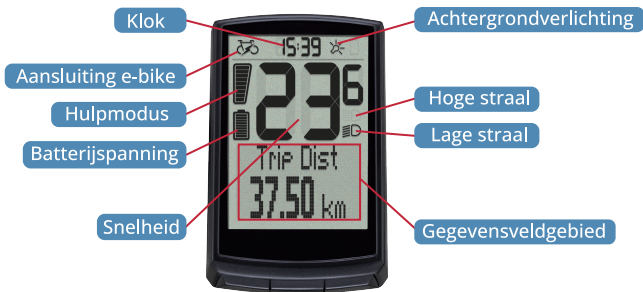 Klok
Achtergrondverlichting
15:39
Aansluiting e-bike
236
Hulpmodus
Hoge straal
Lage straal
Batterijspanning
Trip Dist
37.50 km
Snelheid
Gegevensveldgebied